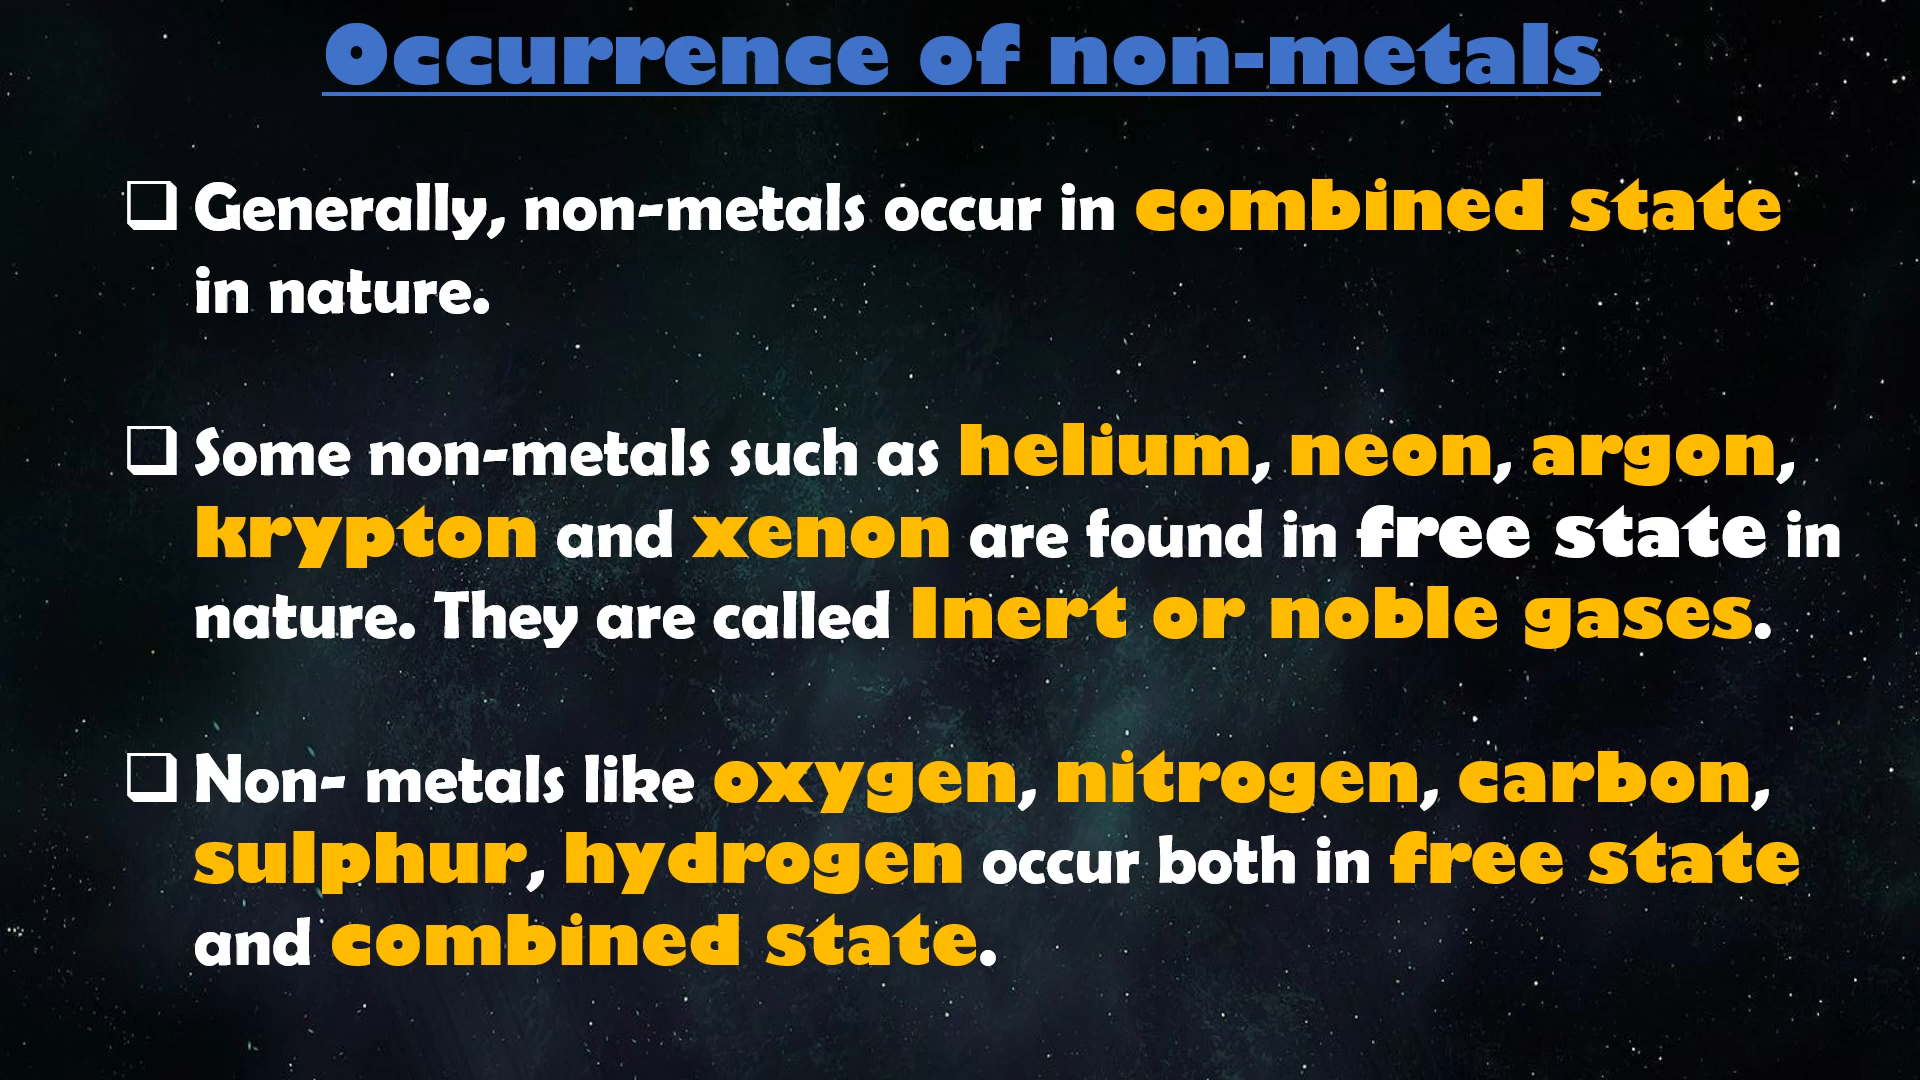 Occurrence of non-metals
❑ Generally, non-metals occur in combined state
in nature.
❑ Some non-metals such as helium, neon, argon,
krypton and xenon are found in free state in
nature. They are called Inert or noble gases.
❑ Non- metals like oxygen, nitrogen, carbon,
sulphur, hydrogen occur both in free state
and combined state.